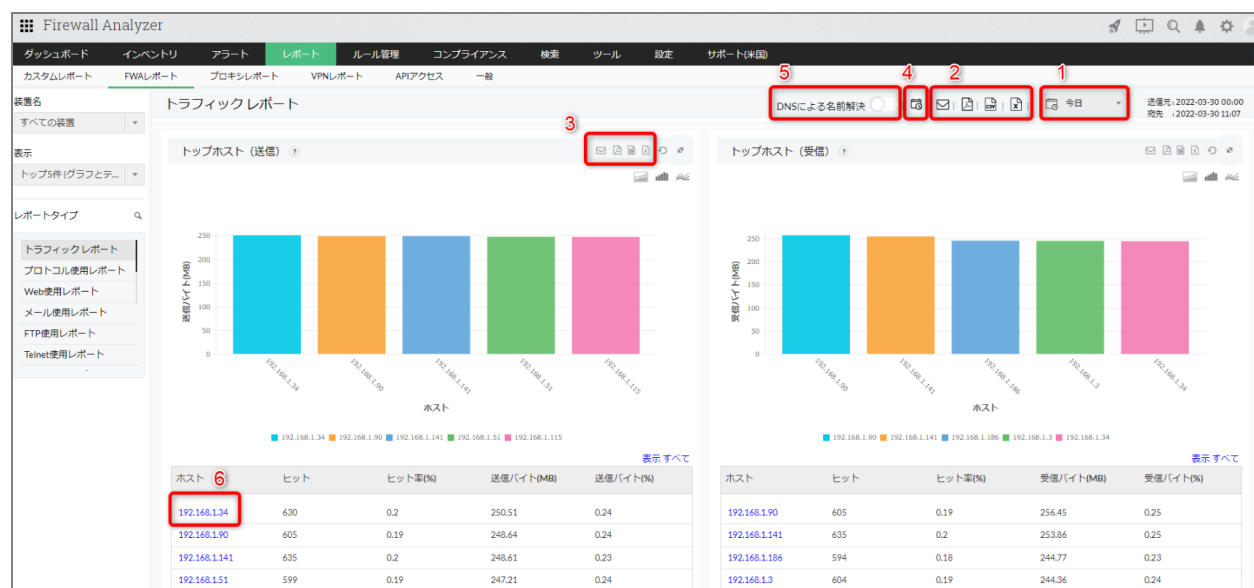 Firewall Analyzer
ダッシュボード インベントリ アラート レポート ルール管理 コンプライアンス 検索 ツール 設定 サポート(米国)
カスタムレポート FWAレポート プロキシレポート VPNレポート APIアクセス 一般
5 4 2 1
装置名
すべての装置
トラフィックレポート
DNSによる名前解決
今日
送信元:2022-03-30 00:00
宛先 :2022-03-30 11:07
3
表示
トップ5件(グラフとテ...
レポートタイプ
トラフィックレポート
プロトコル使用レポート
Web使用レポート
メール使用レポート
FTP使用レポート
Telnet使用レポート
トップホスト (送信) ?
250
200
150
100
50
0
送信バイト(MB)
192.168.1.34 192.168.1.90 192.168.1.141 192.168.1.51 192.168.1.115
ホスト
192.168.1.34 192.168.1.90 192.168.1.141 192.168.1.51 192.168.1.115
表示 すべて
ホスト 6 ヒット ヒット率(%) 送信バイト(MB) 送信バイト(%)
192.168.1.34 630 0.2 250.51 0.24
192.168.1.90 605 0.19 248.64 0.24
192.168.1.141 635 0.2 248.61 0.23
192.168.1.51 599 0.19 247.21 0.24
トップホスト (受信) ?
250
200
150
100
50
0
受信バイト(MB)
192.168.1.90 192.168.1.141 192.168.1.186 192.168.1.3 192.168.1.34
ホスト
192.168.1.90 192.168.1.141 192.168.1.186 192.168.1.3 192.168.1.34
表示 すべて
ホスト ヒット ヒット率(%) 受信バイト(MB) 受信バイト(%)
192.168.1.90 605 0.19 256.45 0.25
192.168.1.141 635 0.2 253.86 0.25
192.168.1.186 594 0.18 244.77 0.23
192.168.1.3 604 0.19 244.36 0.24